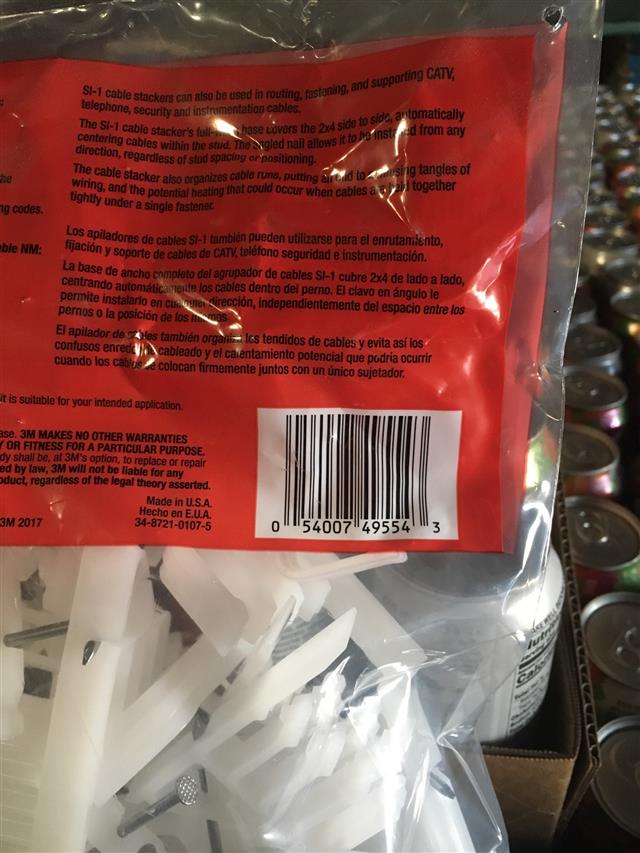 SI-1 cable stackers can also be used in routing, fastening, and supporting CATV,
telephone, security and instrumentation cables.
The SI-1 cable stacker's base covers the 2x4 side to side, automatically
centering cables within the stud. The angled nail allows it to be installed from any
direction, regardless of stud spacing or positioning.
The cable stacker also organizes cable runs, putting an end to confusing tangles of
wiring, and the potential heating that could occur when cables are held together
tightly under a single fastener.
ng codes.
ble NM:
Los apiladores de cables SI-1 también pueden utilizarse para el enrutamiento,
fijación y soporte de cables de CATV, teléfono seguridad e instrumentación.
La base de ancho completo del agrupador de cables SI-1 cubre 2x4 de lado a lado,
centrando automáticamente los cables dentro del perno. El clavo en ángulo le
permite instalarlo en cualquier dirección, independientemente del espacio entre los
pernos o la posición de los mismos
El apilador de cables también organiza los tendidos de cables y evita así los
confusos cableado y el calentamiento potencial que podría ocurrir
cuando los cables se colocan firmemente juntos con un único sujetador.
it is suitable for your intended application.
ase. 3M MAKES NO OTHER WARRANTIES
Y OR FITNESS FOR A PARTICULAR PURPOSE.
dy shall be, at 3M's option, to replace or repair
ed by law, 3M will not be liable for any
oduct, regardless of the legal theory asserted.
Made in U.S.A.
Hecho en E.U.A.
3M 2017
34-8721-0107-5
0 54007 49554 3